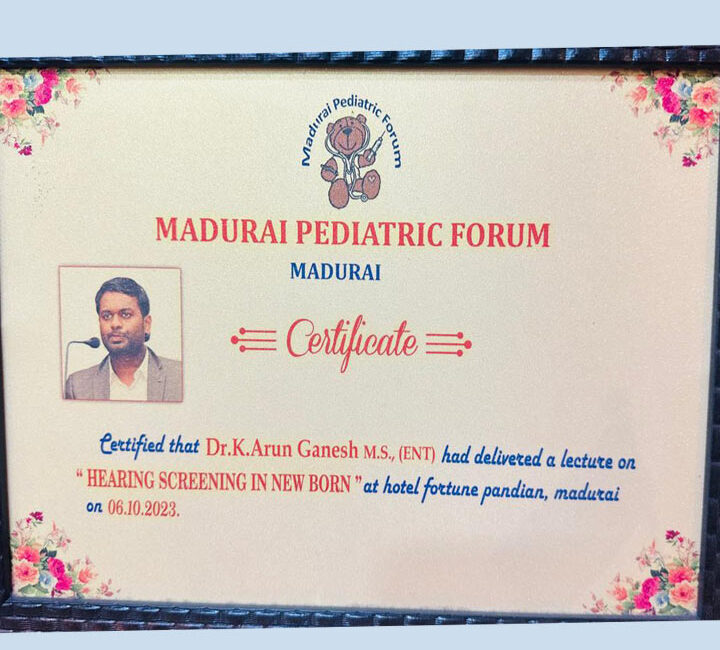 Madurai Pediatric Forum
MADURAI PEDIATRIC FORUM
MADURAI
Certificate
Certified that Dr.K.Arun Ganesh M.S., (ENT) had delivered a lecture on
“ HEARING SCREENING IN NEW BORN ” at hotel fortune pandian, madurai
on 06.10.2023.